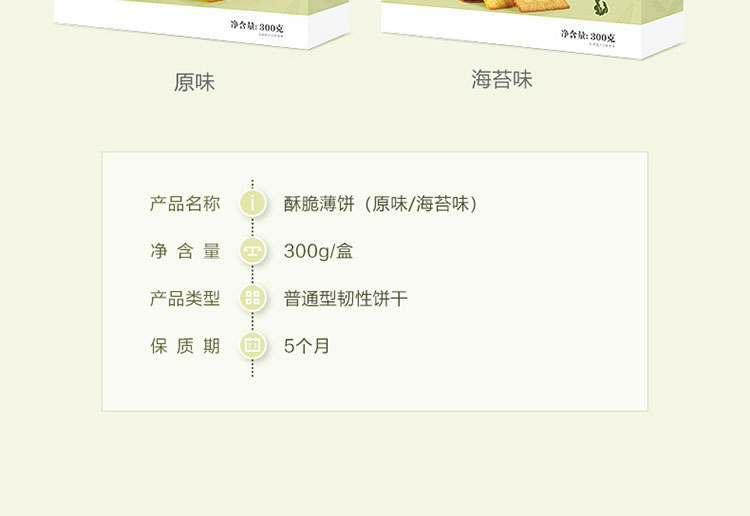 净含量: 300克
净含量: 300克
原味
海苔味
产品名称 酥脆薄饼（原味/海苔味）
净含量 300g/盒
产品类型 普通型韧性饼干
保质期 5个月